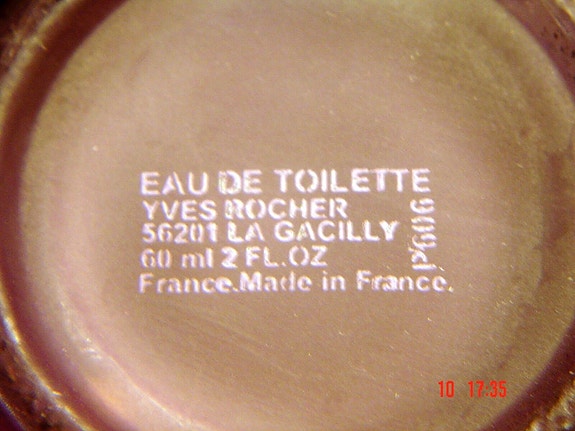 EAU DE TOILETTE
YVES ROCHER
56201 LA GACILLY
60 ml 2 FL.OZ
France.Made in France.
10 17:35